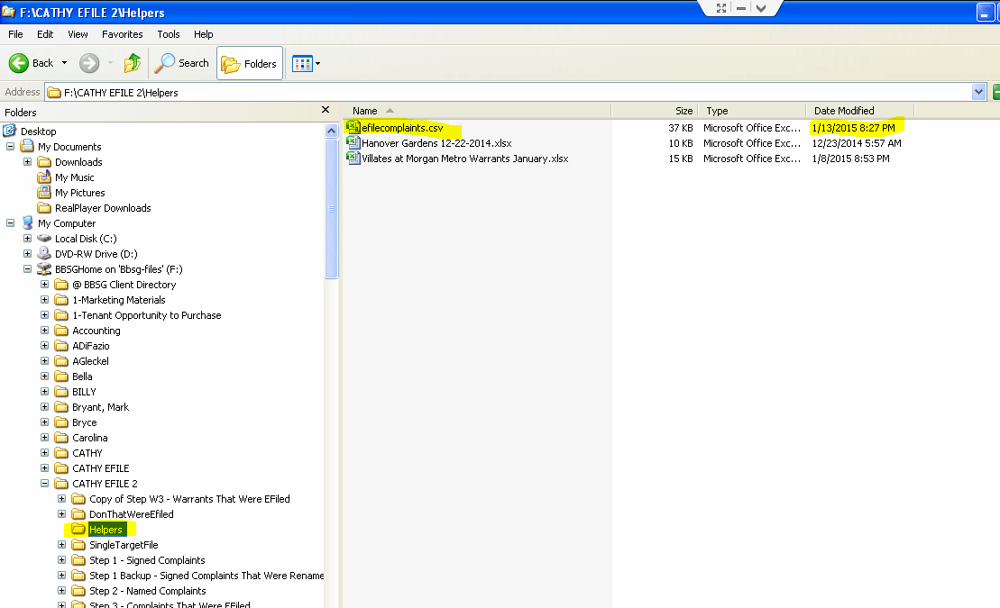 F:\CATHY EFILE 2\Helpers
File Edit View Favorites Tools Help
Back Search Folders
Address F:\CATHY EFILE 2\Helpers
Folders
Name Size Type Date Modified
efilecomplaints.csv 37 KB Microsoft Office Exc... 1/13/2015 8:27 PM
Hanover Gardens 12-22-2014.xlsx 10 KB Microsoft Office Exc... 12/23/2014 5:57 AM
Villates at Morgan Metro Warrants January.xlsx 15 KB Microsoft Office Exc... 1/8/2015 8:53 PM
Desktop
My Documents
Downloads
My Music
My Pictures
RealPlayer Downloads
My Computer
Local Disk (C:)
DVD-RW Drive (D:)
BBSGHome on 'Bbsg-files' (F:)
@ BBSG Client Directory
1-Marketing Materials
1-Tenant Opportunity to Purchase
Accounting
ADiFazio
AGleckel
Bella
BILLY
Bryant, Mark
Bryce
Carolina
CATHY
CATHY EFILE
CATHY EFILE 2
Copy of Step W3 - Warrants That Were EFiled
DonThatWereEfiled
Helpers
SingleTargetFile
Step 1 - Signed Complaints
Step 1 Backup - Signed Complaints That Were Rename
Step 2 - Named Complaints
Step 3 - Complaints That Were EFiled